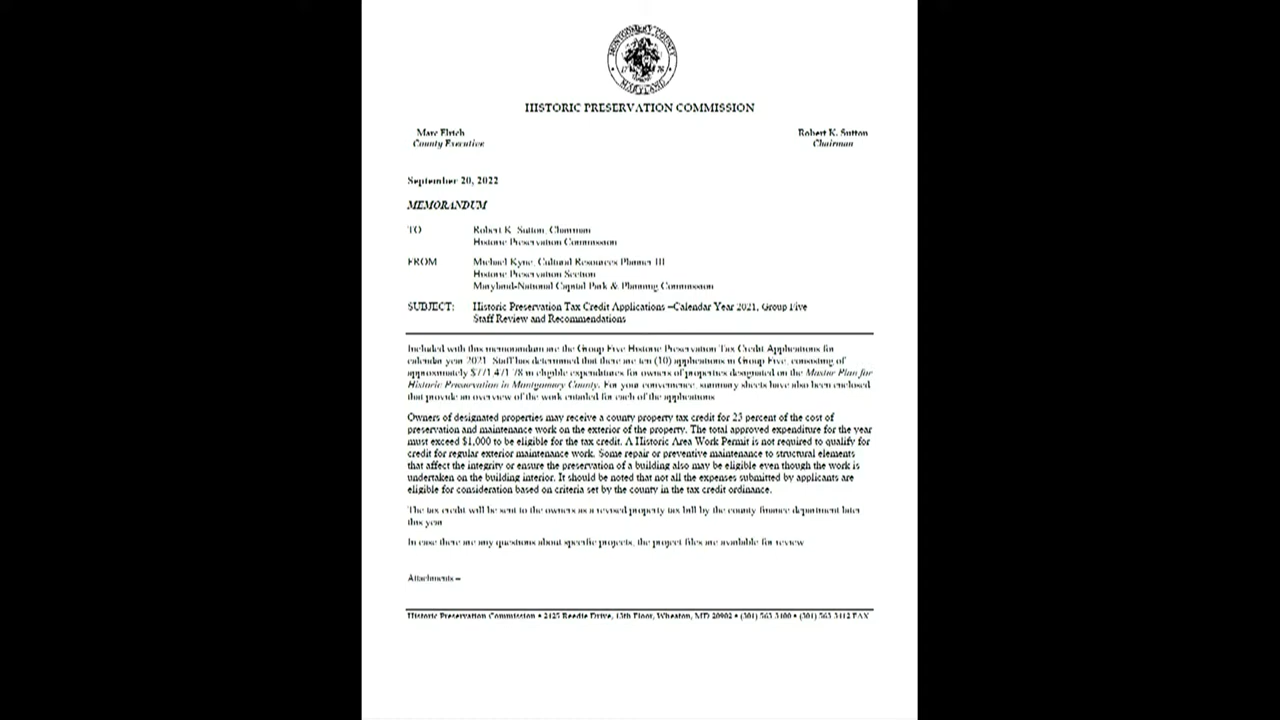 MONTGOMERY COUNTY
17 76
MARYLAND
HISTORIC PRESERVATION COMMISSION
Marc Elrich
County Executive
Robert K. Sutton
Chairman
September 20, 2022
MEMORANDUM
TO
Robert K. Sutton, Chairman
Historic Preservation Commission
FROM
Michael Kyne, Cultural Resources Planner III
Historic Preservation Section
Maryland-National Capital Park & Planning Commission
SUBJECT:
Historic Preservation Tax Credit Applications –Calendar Year 2021, Group Five
Staff Review and Recommendations
Included with this memorandum are the Group Five Historic Preservation Tax Credit Applications for
calendar year 2021. Staff has determined that there are ten (10) applications in Group Five, consisting of
approximately $771,471.78 in eligible expenditures for owners of properties designated on the Master Plan for
Historic Preservation in Montgomery County. For your convenience, summary sheets have also been enclosed
that provide an overview of the work entailed for each of the applications.
Owners of designated properties may receive a county property tax credit for 25 percent of the cost of
preservation and maintenance work on the exterior of the property. The total approved expenditure for the year
must exceed $1,000 to be eligible for the tax credit. A Historic Area Work Permit is not required to qualify for
credit for regular exterior maintenance work. Some repair or preventive maintenance to structural elements
that affect the integrity or ensure the preservation of a building also may be eligible even though the work is
undertaken on the building interior. It should be noted that not all the expenses submitted by applicants are
eligible for consideration based on criteria set by the county in the tax credit ordinance.
The tax credit will be sent to the owners as a revised property tax bill by the county finance department later
this year.
In case there are any questions about specific projects, the project files are available for review.
Attachments –
Historic Preservation Commission • 2425 Reedie Drive, 13th Floor, Wheaton, MD 20902 • (301) 563-3400 • (301) 563-3412 FAX